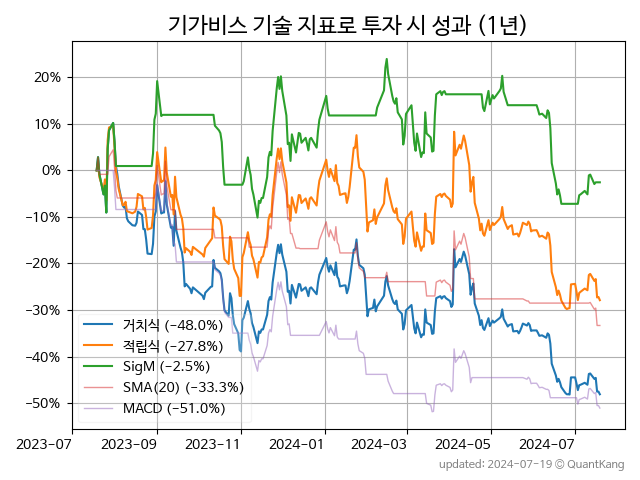 기가비스 기술 지표로 투자 시 성과 (1년)
20%
10%
0%
−10%
−20%
−30%
−40%
−50%
거치식 (−48.0%)
적립식 (−27.8%)
SigM (−2.5%)
SMA(20) (−33.3%)
MACD (−51.0%)
2023-07 2023-09 2023-11 2024-01 2024-03 2024-05 2024-07
updated: 2024-07-19 © QuantKang